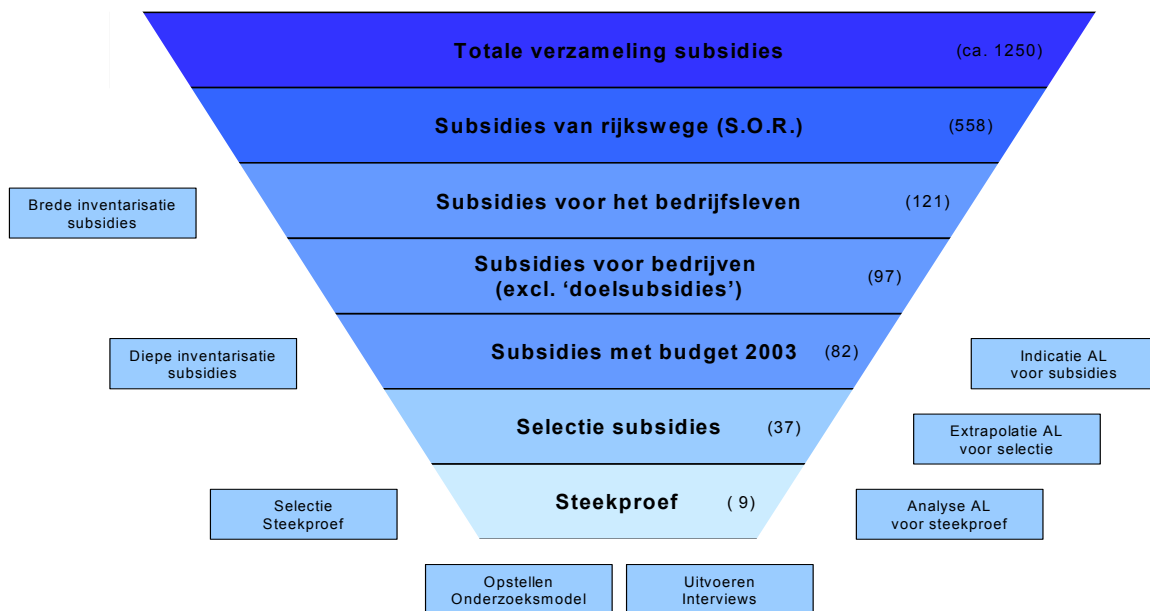 Totale verzameling subsidies (ca. 1250)
Subsidies van rijkswege (S.O.R.) (558)
Brede inventarisatie
subsidies
Subsidies voor het bedrijfsleven (121)
Subsidies voor bedrijven
(excl. ‘doelsubsidies’) (97)
Diepe inventarisatie
subsidies
Subsidies met budget 2003 (82)
Indicatie AL
voor subsidies
Selectie subsidies (37)
Extrapolatie AL
voor selectie
Selectie
Steekproef
Steekproef ( 9)
Analyse AL
voor steekproef
Opstellen
Onderzoeksmodel
Uitvoeren
Interviews